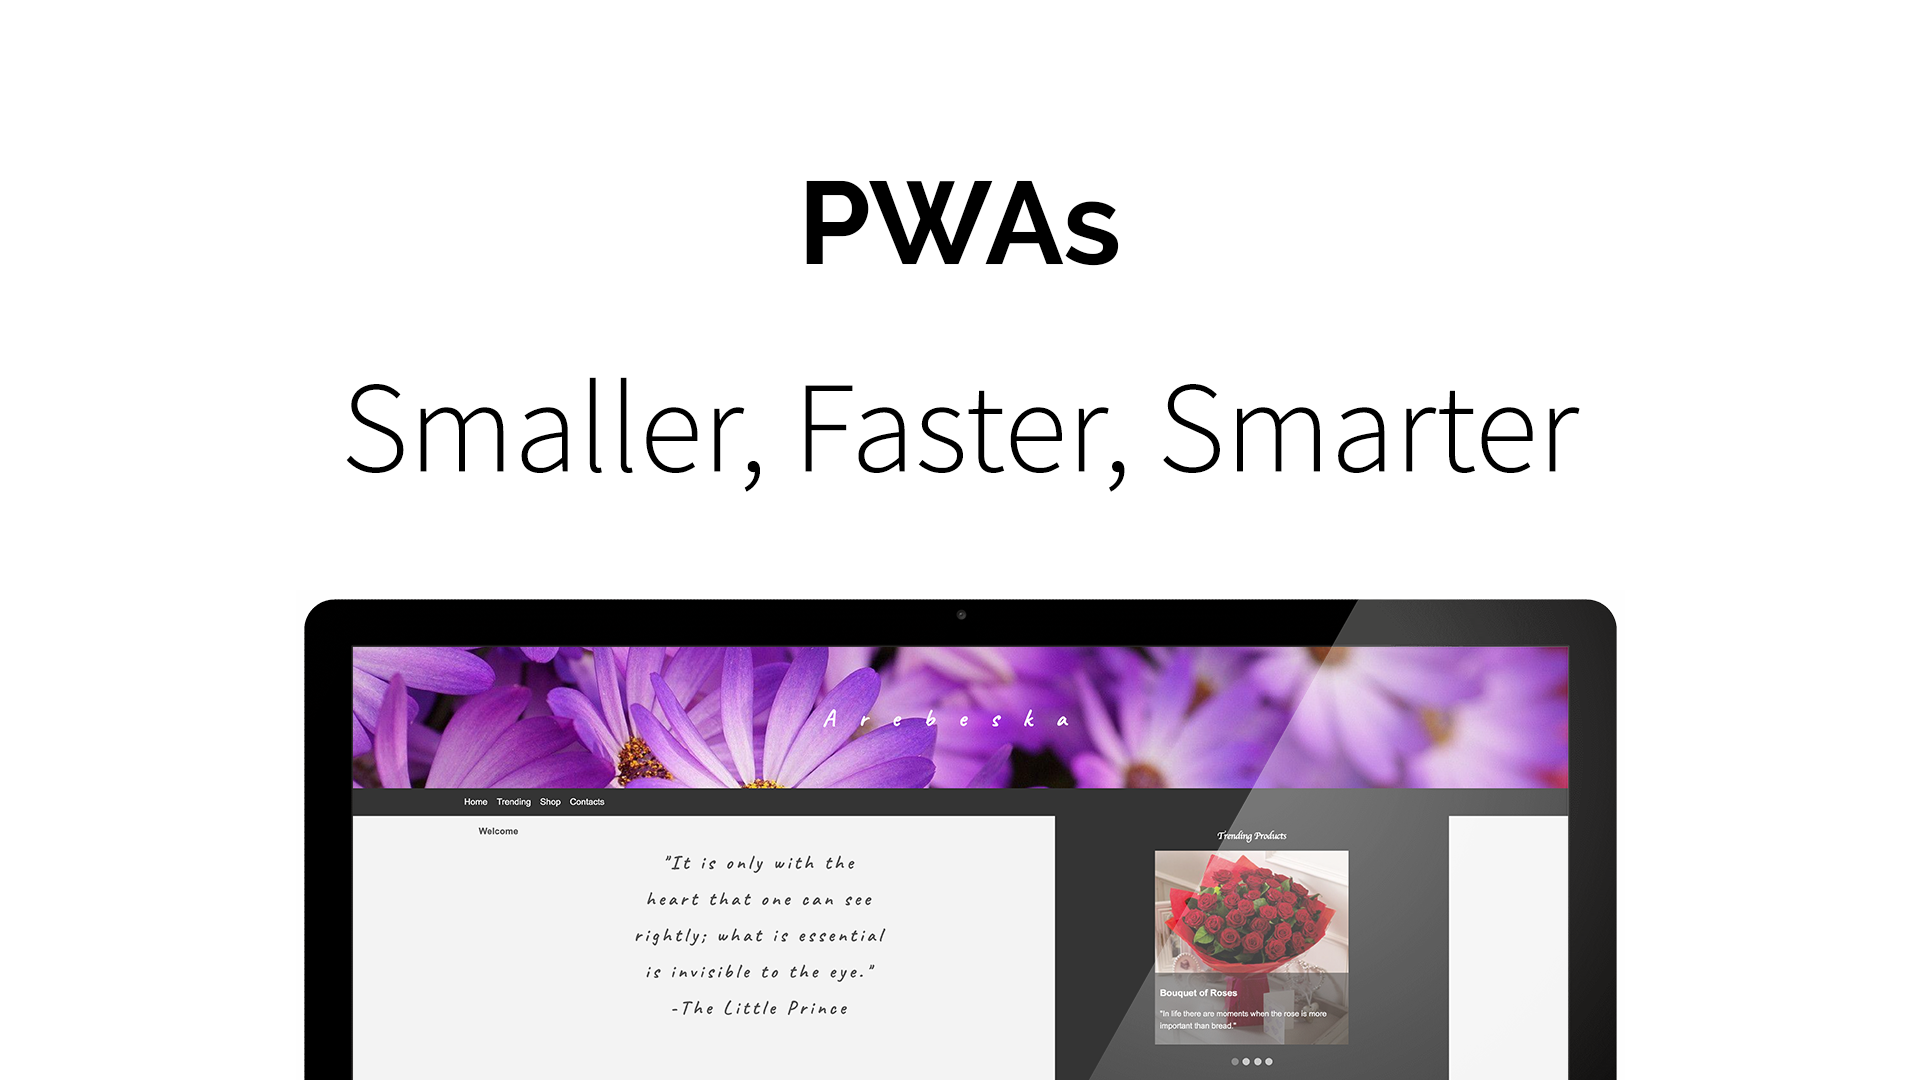 PWAs
Smaller, Faster, Smarter
Arebeska
Home Trending Shop Contacts
Welcome
"It is only with the
heart that one can see
rightly; what is essential
is invisible to the eye."
-The Little Prince
Trending Products
Bouquet of Roses
"In life there are moments when the rose is more
important than bread."